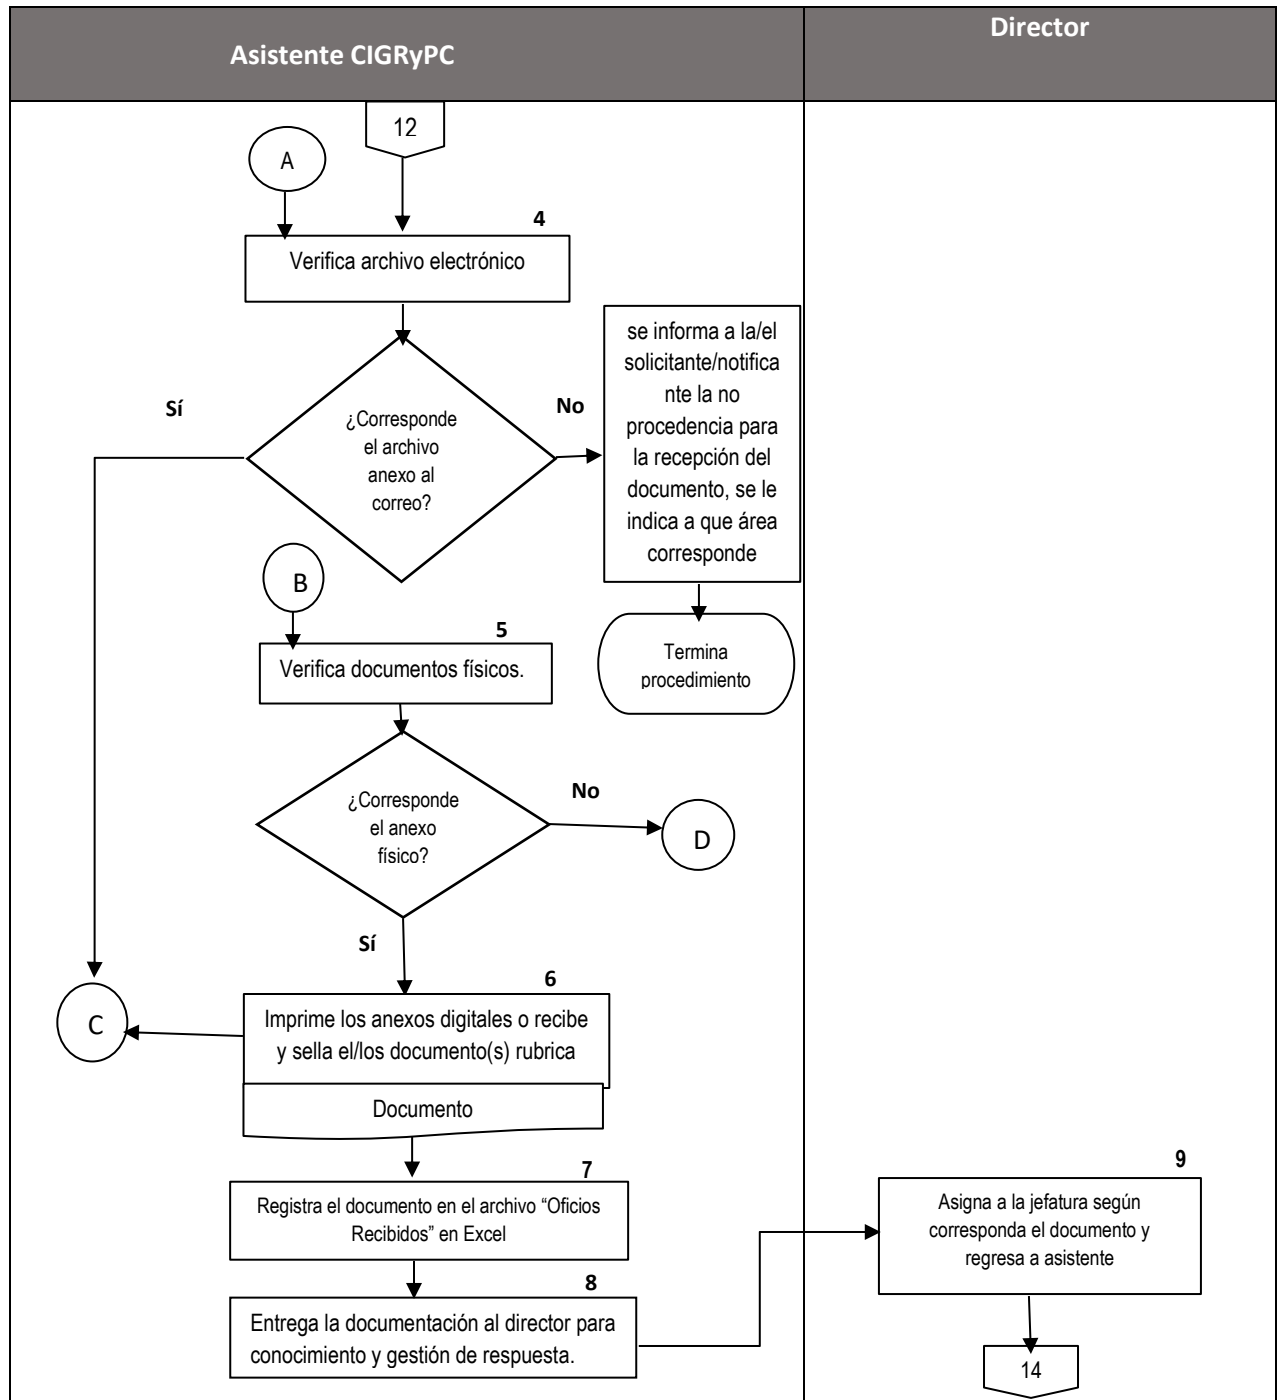 Asistente CIGRyPC
Director
12
A
4
Verifica archivo electrónico
¿Corresponde
el archivo
anexo al
correo?
Sí
No
se informa a la/el
solicitante/notifica
nte la no
procedencia para
la recepción del
documento, se le
indica a que área
corresponde
Termina
procedimiento
B
5
Verifica documentos físicos.
¿Corresponde
el anexo
físico?
No
D
Sí
C
6
Imprime los anexos digitales o recibe
y sella el/los documento(s) rubrica
Documento
7
Registra el documento en el archivo “Oficios
Recibidos” en Excel
8
Entrega la documentación al director para
conocimiento y gestión de respuesta.
9
Asigna a la jefatura según
corresponda el documento y
regresa a asistente
14